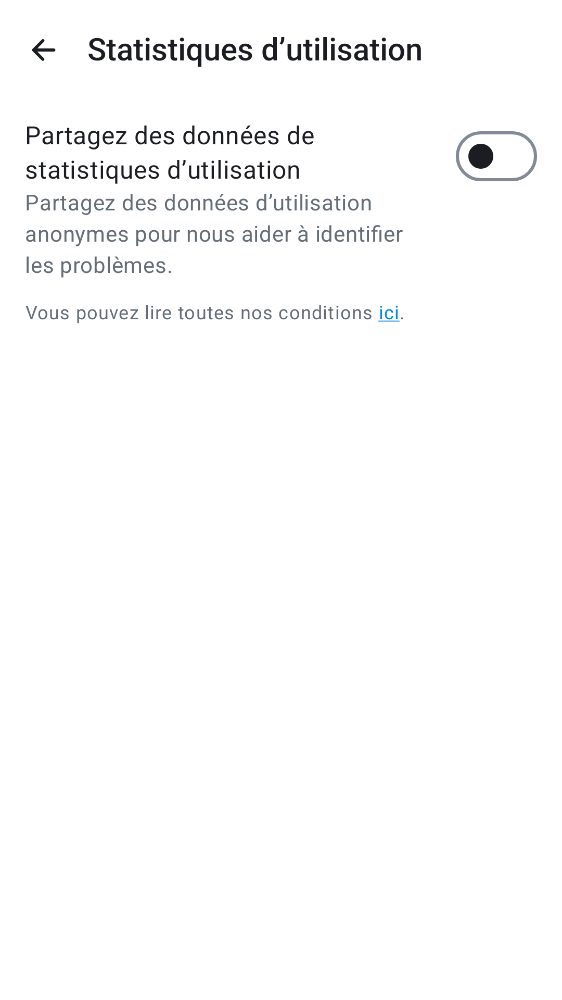 Statistiques d’utilisation
Partagez des données de
statistiques d’utilisation
Partagez des données d’utilisation
anonymes pour nous aider à identifier
les problèmes.
Vous pouvez lire toutes nos conditions ici.